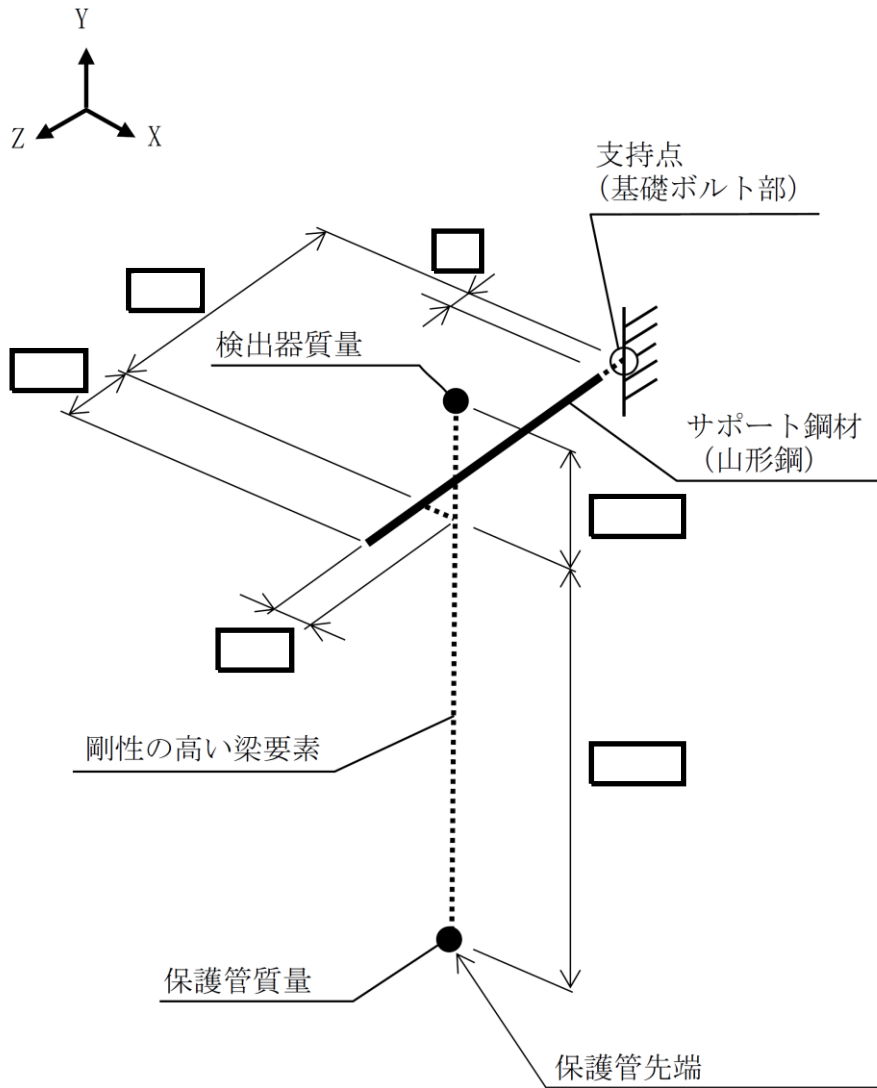 Y
Z
X
支持点
(基礎ボルト部)
検出器質量
サポート鋼材
(山形鋼)
剛性の高い梁要素
保護管質量
保護管先端